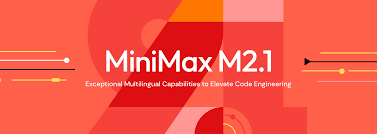 MiniMax M2.1
Exceptional Multilingual Capabilities to Elevate Code Engineering